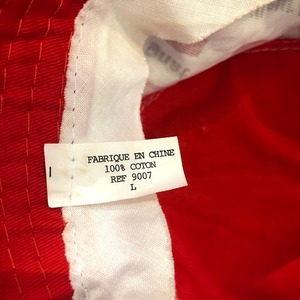 FABRIQUE EN CHINE
100% COTON
REF 9007
L